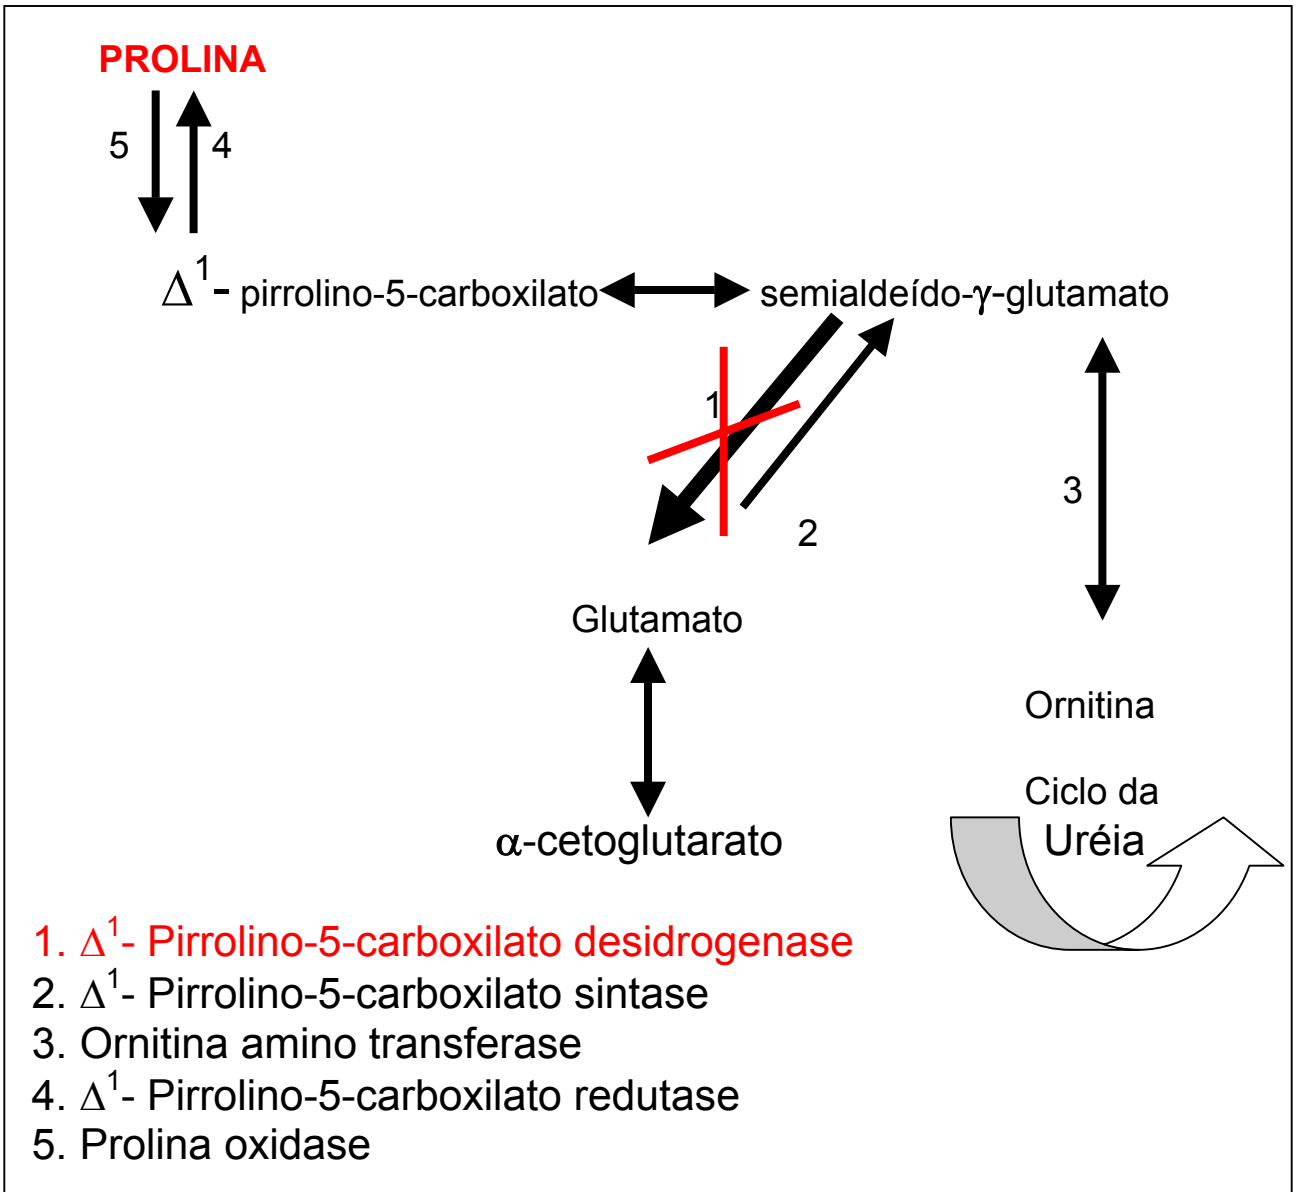 PROLINA
5 4
Δ¹- pirrolino-5-carboxilato semialdeído-γ-glutamato
1
3
2
Glutamato
Ornitina
Ciclo da
Uréia
α-cetoglutarato
1. Δ¹- Pirrolino-5-carboxilato desidrogenase
2. Δ¹- Pirrolino-5-carboxilato sintase
3. Ornitina amino transferase
4. Δ¹- Pirrolino-5-carboxilato redutase
5. Prolina oxidase